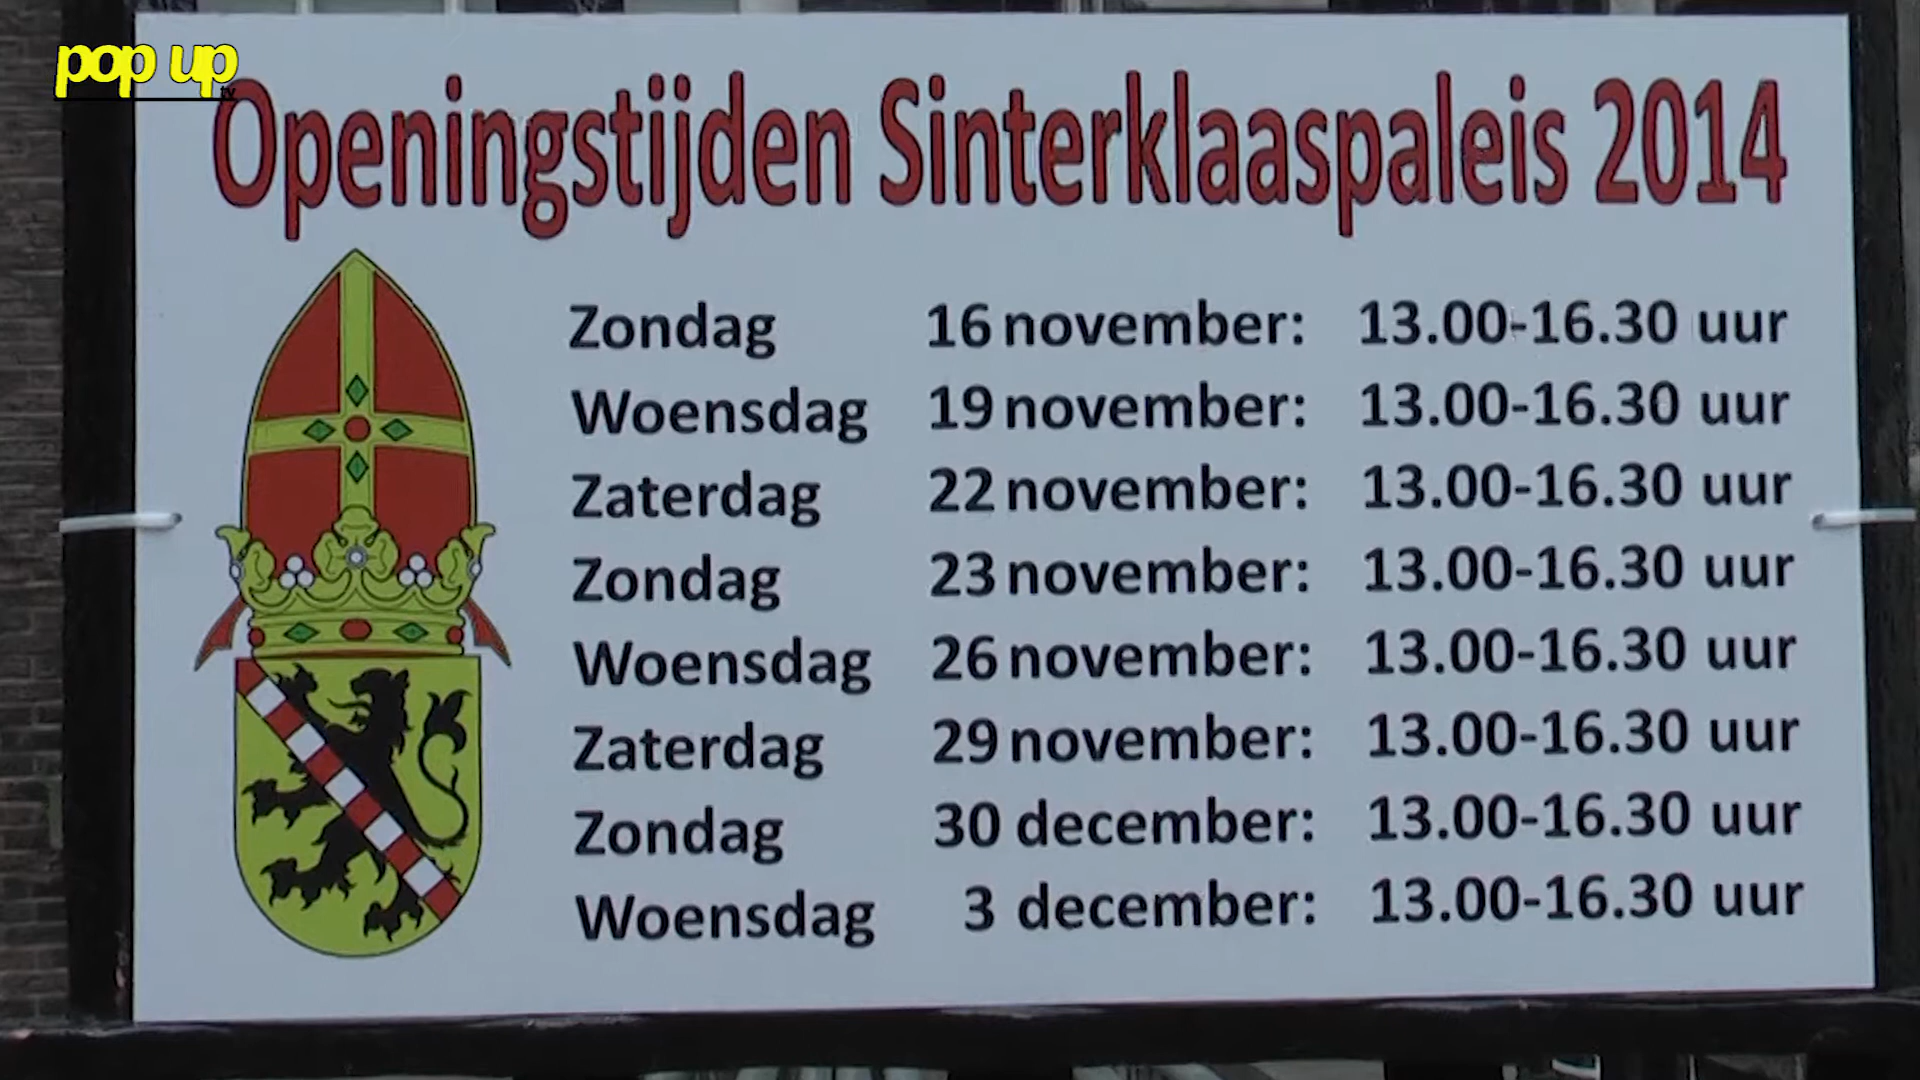 pop up
tv
Openingstijden Sinterklaaspaleis 2014
Zondag 16 november: 13.00-16.30 uur
Woensdag 19 november: 13.00-16.30 uur
Zaterdag 22 november: 13.00-16.30 uur
Zondag 23 november: 13.00-16.30 uur
Woensdag 26 november: 13.00-16.30 uur
Zaterdag 29 november: 13.00-16.30 uur
Zondag 30 december: 13.00-16.30 uur
Woensdag 3 december: 13.00-16.30 uur